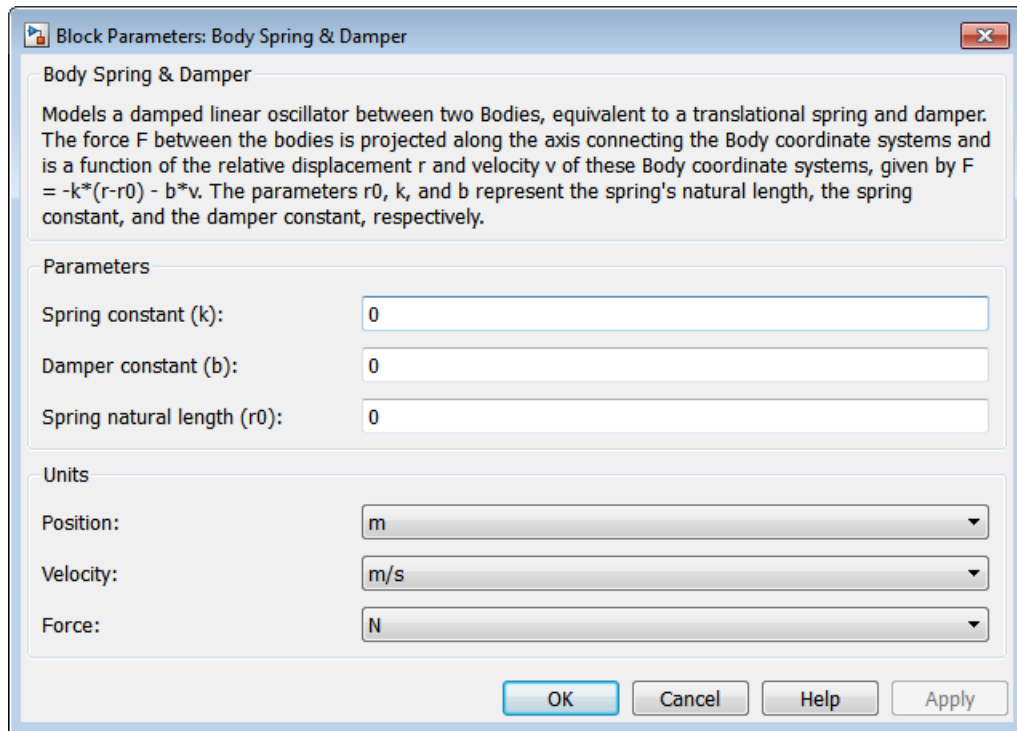 Block Parameters: Body Spring & Damper
Body Spring & Damper
Models a damped linear oscillator between two Bodies, equivalent to a translational spring and damper.
The force F between the bodies is projected along the axis connecting the Body coordinate systems and
is a function of the relative displacement r and velocity v of these Body coordinate systems, given by F
= -k*(r-r0) - b*v. The parameters r0, k, and b represent the spring's natural length, the spring
constant, and the damper constant, respectively.
Parameters
Spring constant (k): 0
Damper constant (b): 0
Spring natural length (r0): 0
Units
Position: m
Velocity: m/s
Force: N
OK Cancel Help Apply